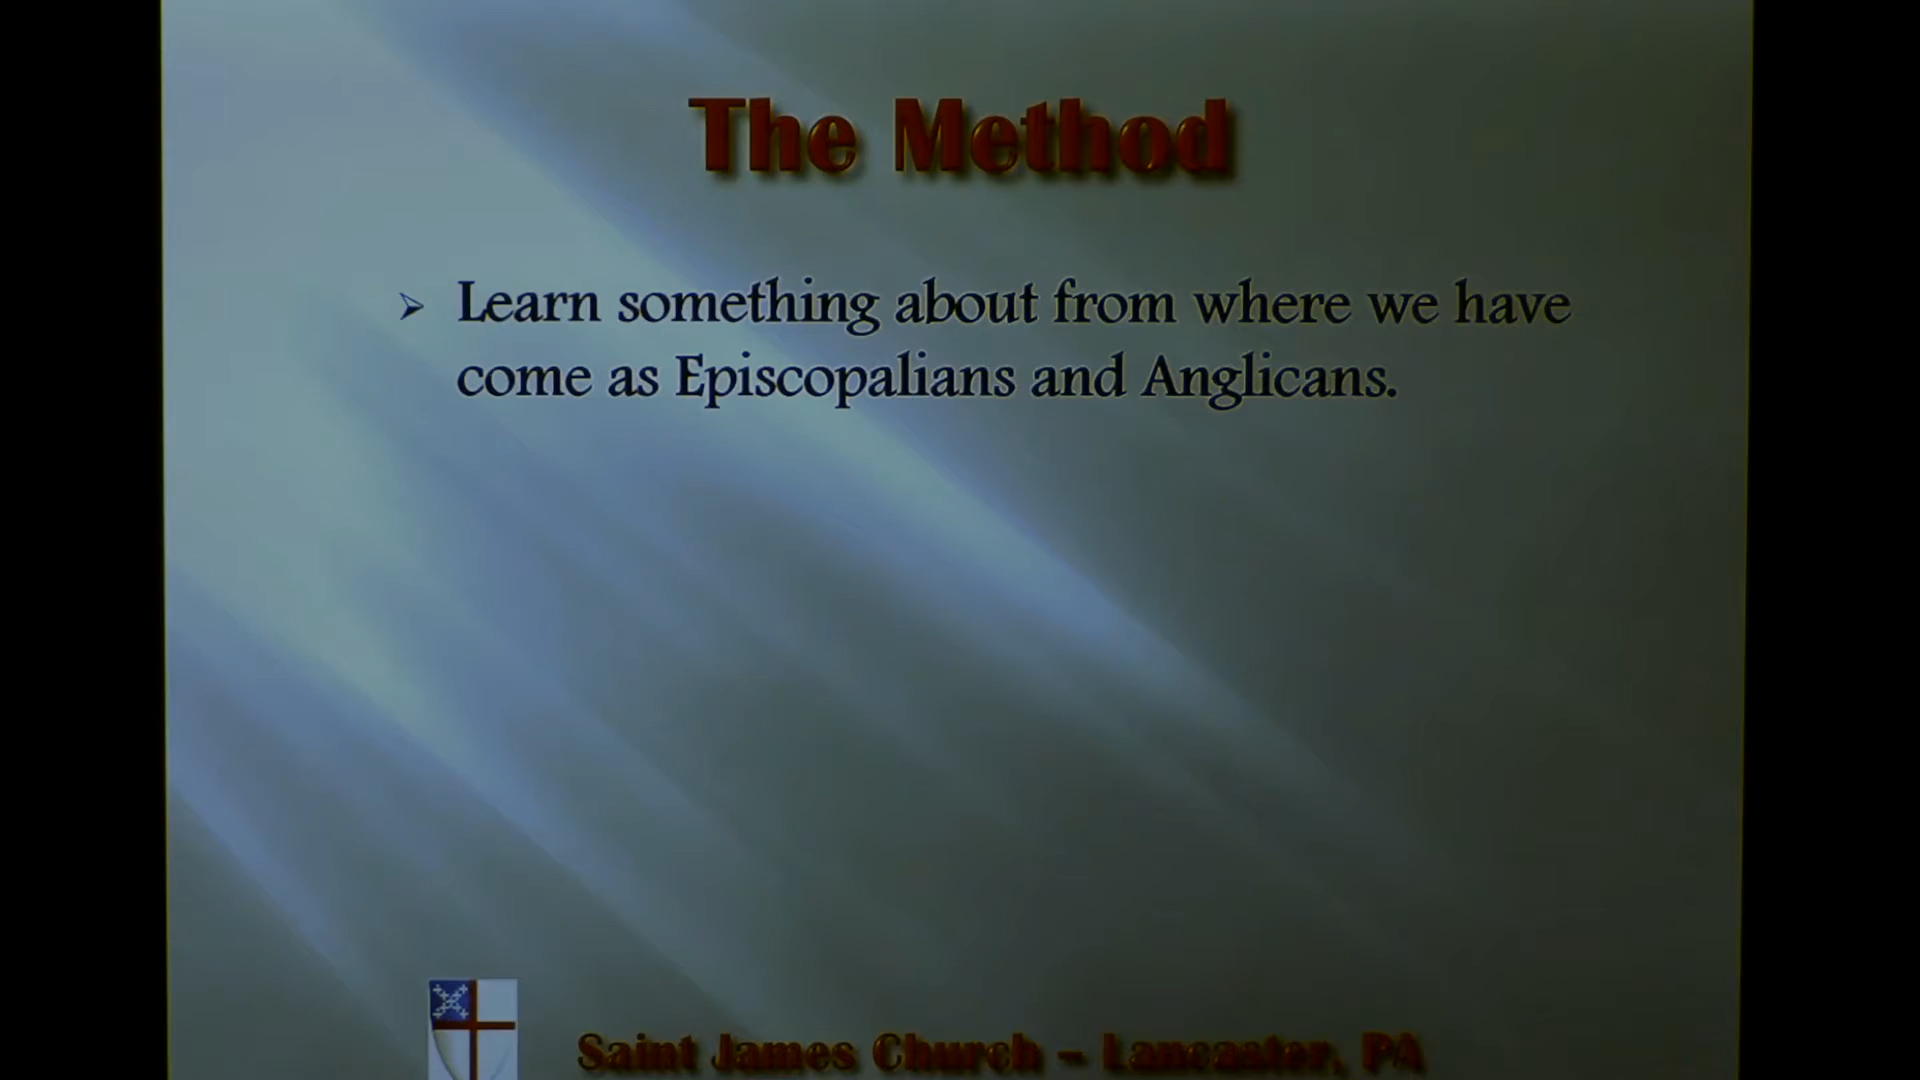 The Method
➢ Learn something about from where we have
come as Episcopalians and Anglicans.
Saint James Church – Lancaster, PA